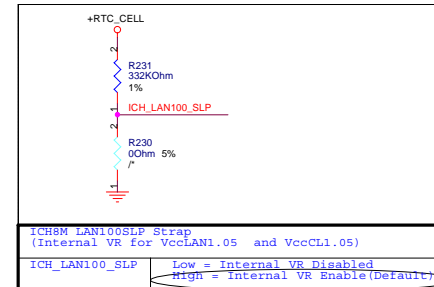 +RTC_CELL
2
R231
332KOhm
1%
1
ICH_LAN100_SLP
2
R230
0Ohm 5%
/*
1
ICH8M LAN100SLP Strap
(Internal VR for VccLAN1.05 and VccCL1.05)
ICH_LAN100_SLP
Low = Internal VR Disabled
High = Internal VR Enable(Default)